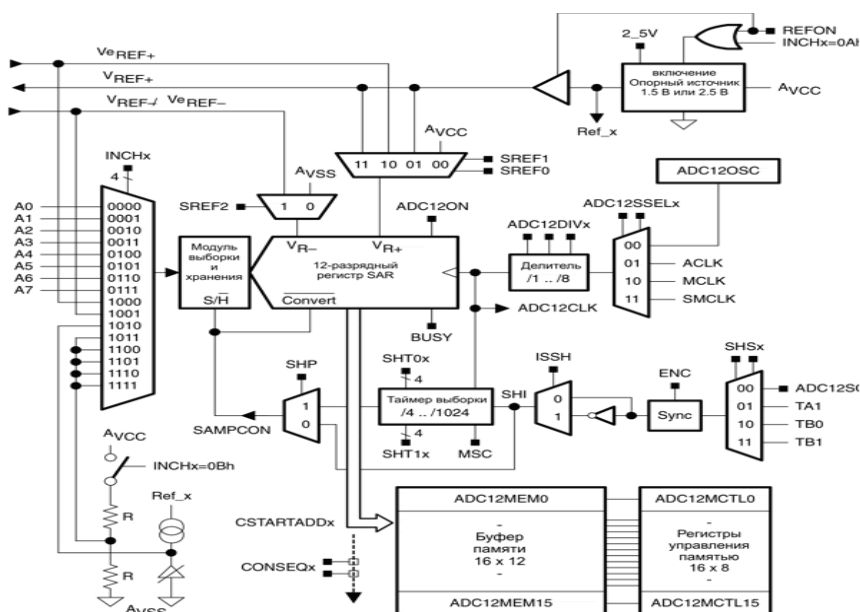 REFON
INCHx=0Ah
2_5V
Ve REF+
VREF+
VREF-/ VeREF-
включение
Опорный источник
1.5 В или 2.5 В
AVCC
Ref_x
AVCC
11 10 01 00
SREF1
SREF0
INCHx
4
AVSS
SREF2
1 0
ADC12ON
ADC12OSC
ADC12SSELx
ADC12DIVx
A0
A1
A2
A3
A4
A5
A6
A7
0000
0001
0010
0011
0100
0101
0110
0111
1000
1001
1010
1011
1100
1101
1110
1111
Модуль
выборки
и
хранения
S/H
VR-
VR+
12-разрядный
регистр SAR
Convert
BUSY
Делитель
/1 .. /8
ADC12CLK
00
01
10
11
ACLK
MCLK
SMCLK
SHP
1
0
SAMPCON
SHT0x
4
Таймер выборки
/4 .. /1024
4
SHT1x
MSC
SHI
ISSH
0
1
ENC
Sync
SHSx
00
01
10
11
ADC12SC
TA1
TB0
TB1
AVCC
INCHx=0Bh
Ref_x
R
R
AVSS
CSTARTADDx
CONSEQx
ADC12MEM0
-
Буфер
памяти
16 x 12
-
ADC12MEM15
ADC12MCTL0
-
Регистры
управления
памятью
16 x 8
-
ADC12MCTL15